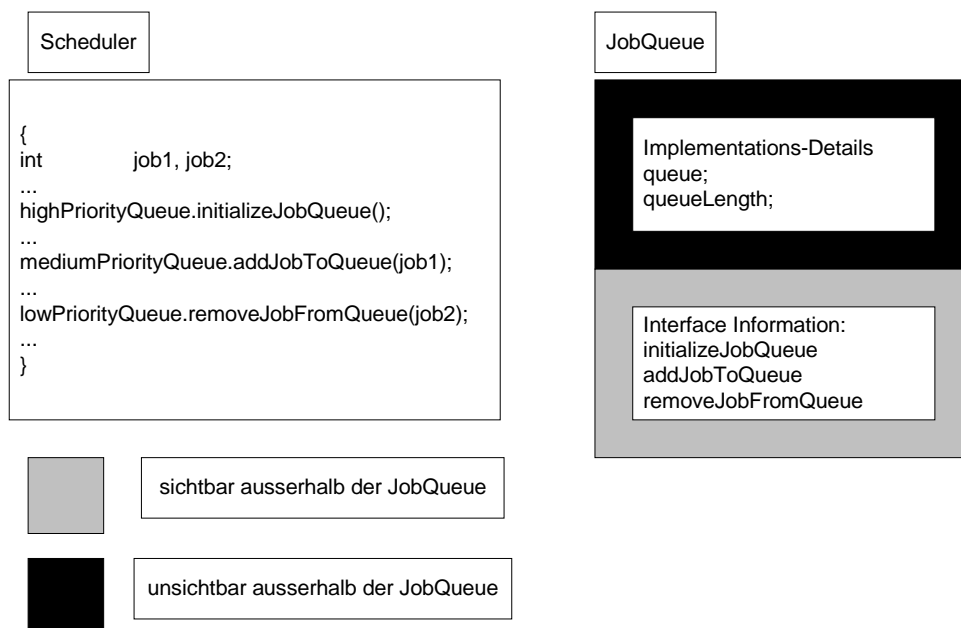 Scheduler
{
int job1, job2;
...
highPriorityQueue.initializeJobQueue();
...
mediumPriorityQueue.addJobToQueue(job1);
...
lowPriorityQueue.removeJobFromQueue(job2);
...
}
JobQueue
Implementations-Details
queue;
queueLength;
Interface Information:
initializeJobQueue
addJobToQueue
removeJobFromQueue
sichtbar ausserhalb der JobQueue
unsichtbar ausserhalb der JobQueue